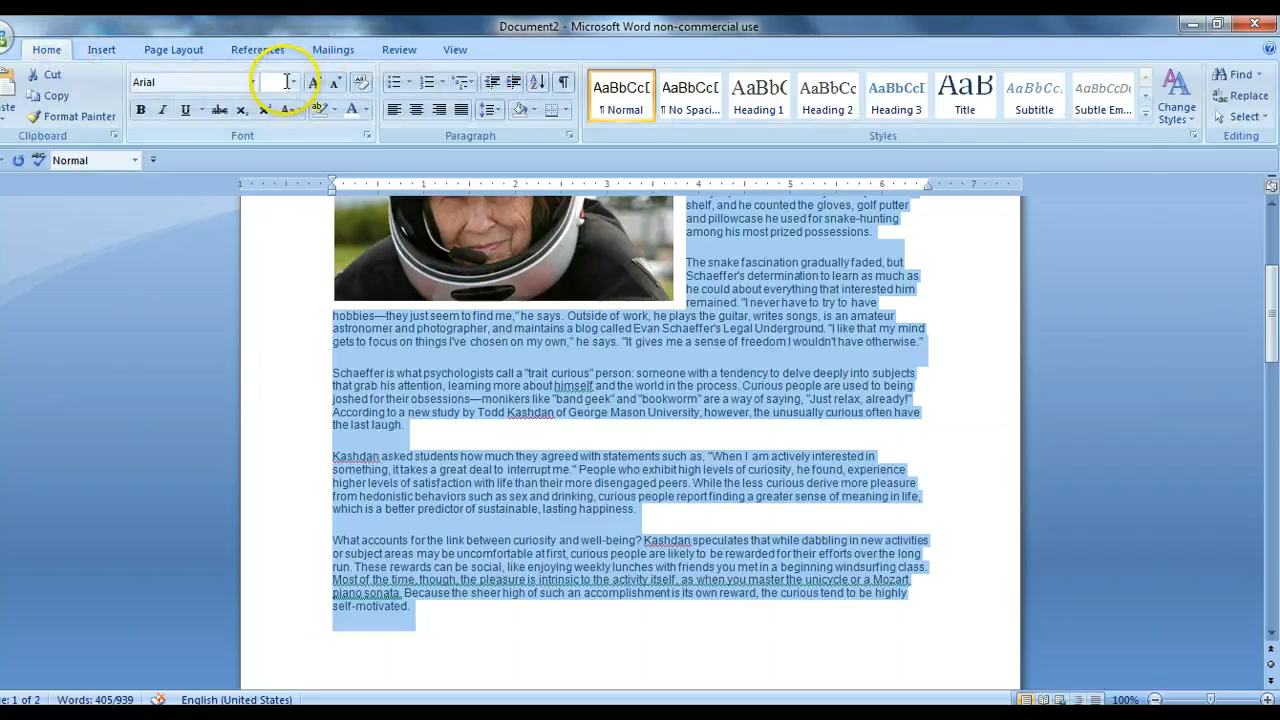 Document2 - Microsoft Word non-commercial use
Home Insert Page Layout References Mailings Review View
Cut
Copy
Format Painter
Clipboard
Arial
Font
Paragraph
AaBbCcD AaBbCcD AaBbC AaBbCc AaBbCc AaB AaBbCc. AaBbCc.
¶ Normal ¶ No Spaci... Heading 1 Heading 2 Heading 3 Title Subtitle Subtle Em...
Change Styles
Styles
Find
Replace
Select
Editing
Normal
1 1 2 3 4 5 6 7
shelf, and he counted the gloves, golf putter
and pillowcase he used for snake-hunting
among his most prized possessions.
The snake fascination gradually faded, but
Schaeffer's determination to learn as much as
he could about everything that interested him
remained. "I never have to try to have
hobbies—they just seem to find me," he says. Outside of work, he plays the guitar, writes songs, is an amateur
astronomer and photographer, and maintains a blog called Evan Schaeffer's Legal Underground. "I like that my mind
gets to focus on things I've chosen on my own," he says. "It gives me a sense of freedom I wouldn't have otherwise."
Schaeffer is what psychologists call a "trait curious" person: someone with a tendency to delve deeply into subjects
that grab his attention, learning more about himself and the world in the process. Curious people are used to being
joshed for their obsessions—monikers like "band geek" and "bookworm" are a way of saying, "Just relax, already!"
According to a new study by Todd Kashdan of George Mason University, however, the unusually curious often have
the last laugh.
Kashdan asked students how much they agreed with statements such as, "When I am actively interested in
something, it takes a great deal to interrupt me." People who exhibit high levels of curiosity, he found, experience
higher levels of satisfaction with life than their more disengaged peers. While the less curious derive more pleasure
from hedonistic behaviors such as sex and drinking, curious people report finding a greater sense of meaning in life,
which is a better predictor of sustainable, lasting happiness.
What accounts for the link between curiosity and well-being? Kashdan speculates that while dabbling in new activities
or subject areas may be uncomfortable at first, curious people are likely to be rewarded for their efforts over the long
run. These rewards can be social, like enjoying weekly lunches with friends you met in a beginning windsurfing class.
Most of the time, though, the pleasure is intrinsic to the activity itself, as when you master the unicycle or a Mozart
piano sonata. Because the sheer high of such an accomplishment is its own reward, the curious tend to be highly
self-motivated.
e: 1 of 2 Words: 405/939 English (United States) 100%